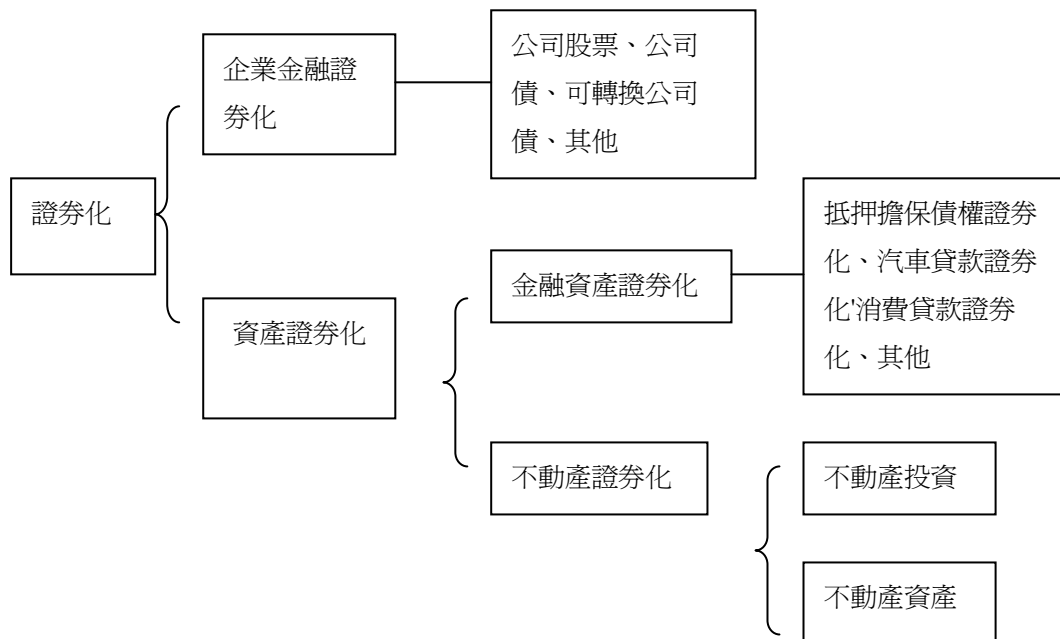 企業金融證
券化
公司股票、公司
債、可轉換公司
債、其他
證券化
抵押擔保債權證券
化、汽車貸款證券
化'消費貸款證券
化、其他
金融資產證券化
資產證券化
不動產證券化
不動產投資
不動產資產